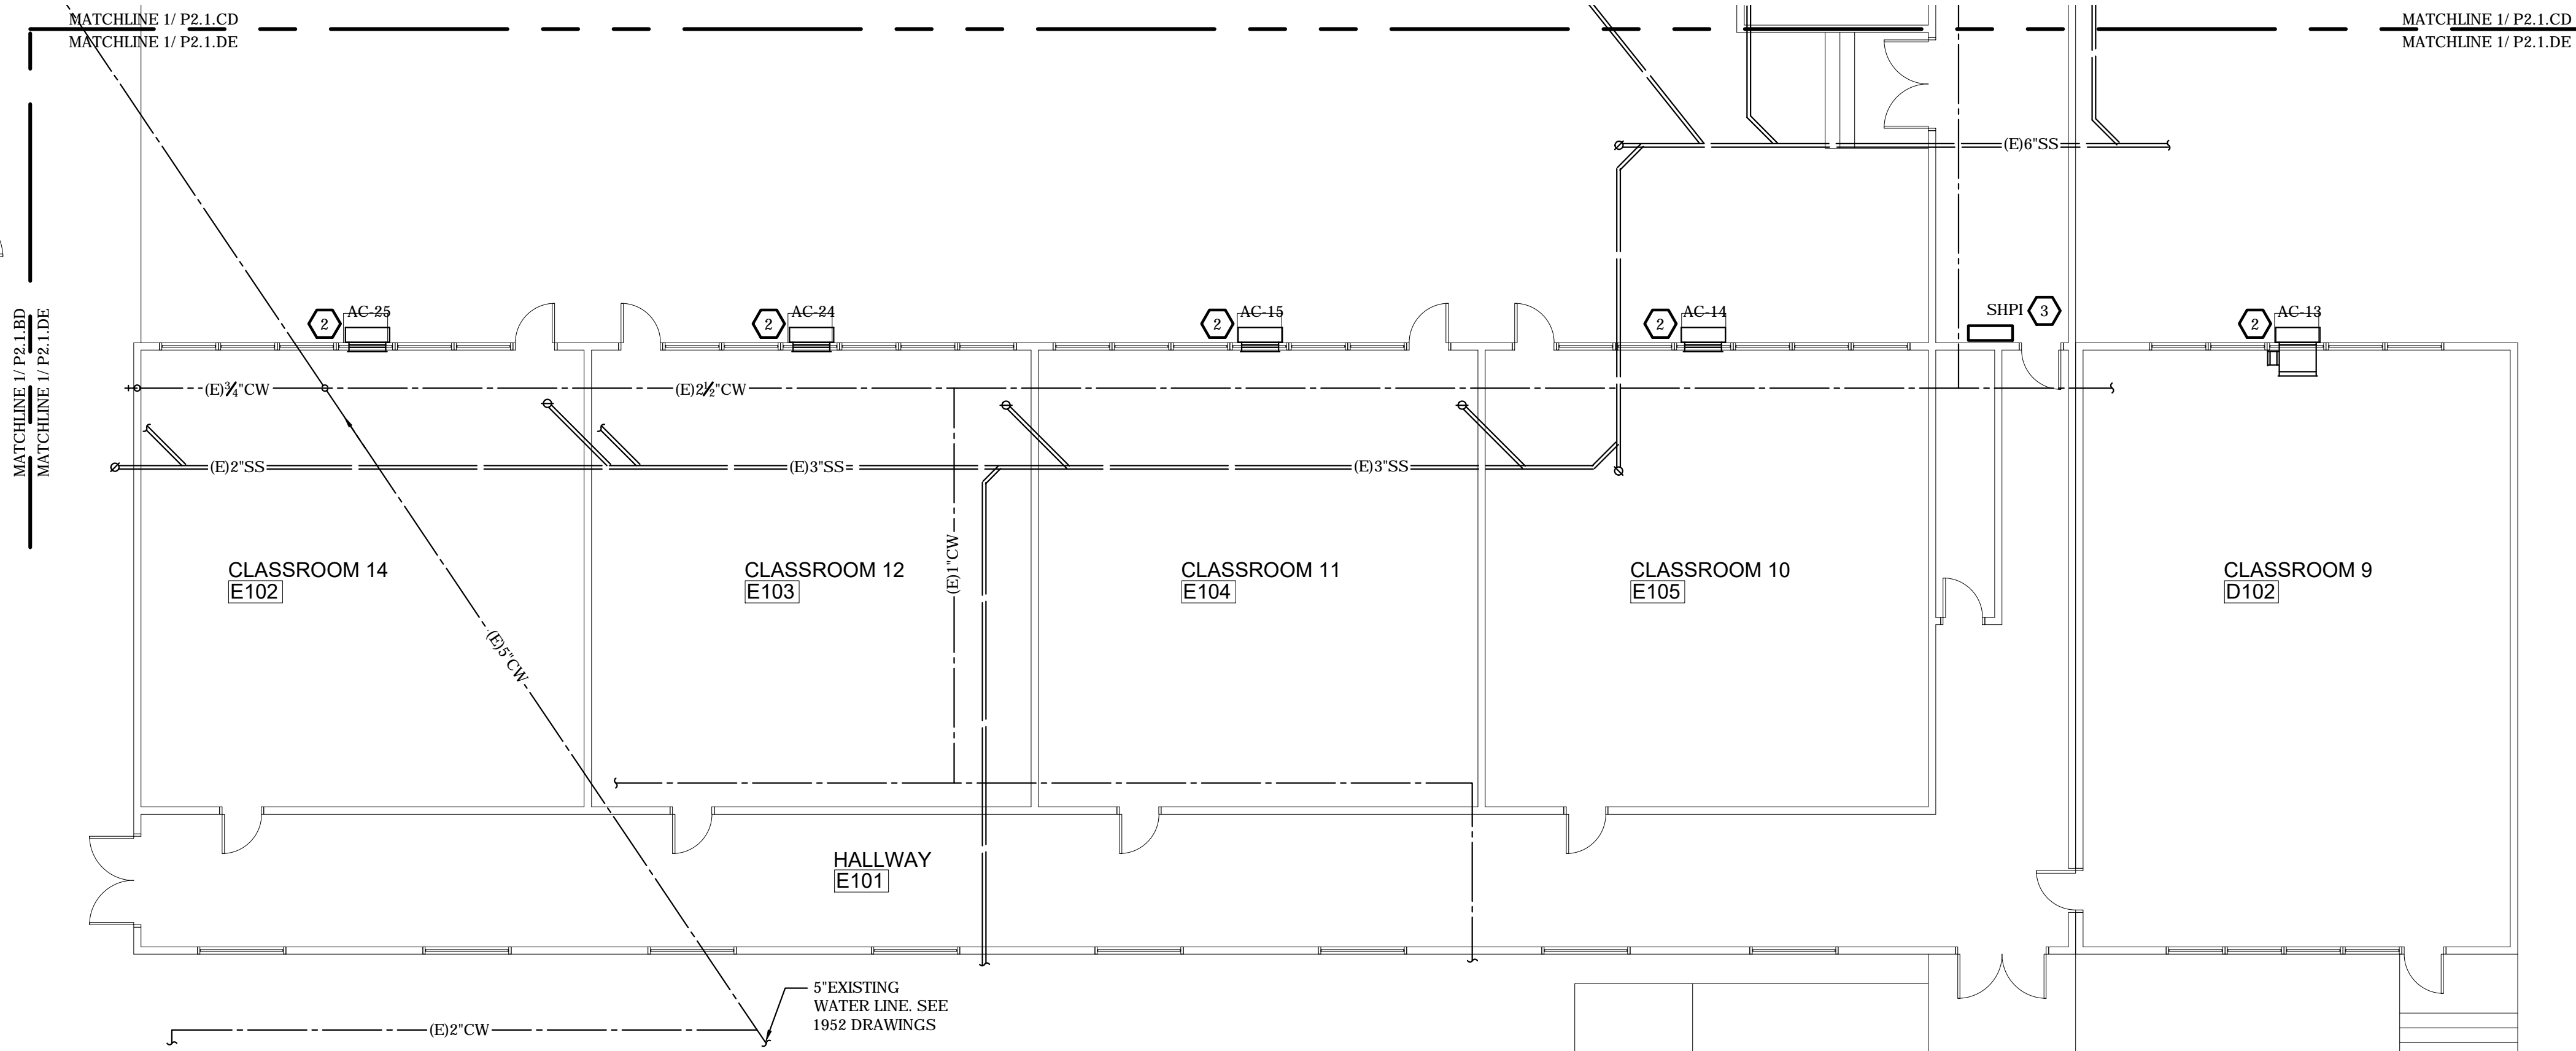 MATCHLINE 1/ P2.1.CD
MATCHLINE 1/ P2.1.DE
MATCHLINE 1/ P2.1.CD
MATCHLINE 1/ P2.1.DE
(E)6"SS
MATCHLINE 1/ P2.1.BD
MATCHLINE 1/ P2.1.DE
2 AC-25
2 AC-24
2 AC-15
2 AC-14
SHPI 3
2 AC-13
(E)3/4"CW
(E)2½"CW
(E)2"SS
(E)3"SS
(E)3"SS
(E)1"CW
CLASSROOM 14
E102
CLASSROOM 12
E103
CLASSROOM 11
E104
CLASSROOM 10
E105
CLASSROOM 9
D102
(E)5"CW
HALLWAY
E101
5"EXISTING
WATER LINE. SEE
1952 DRAWINGS
(E)2"CW